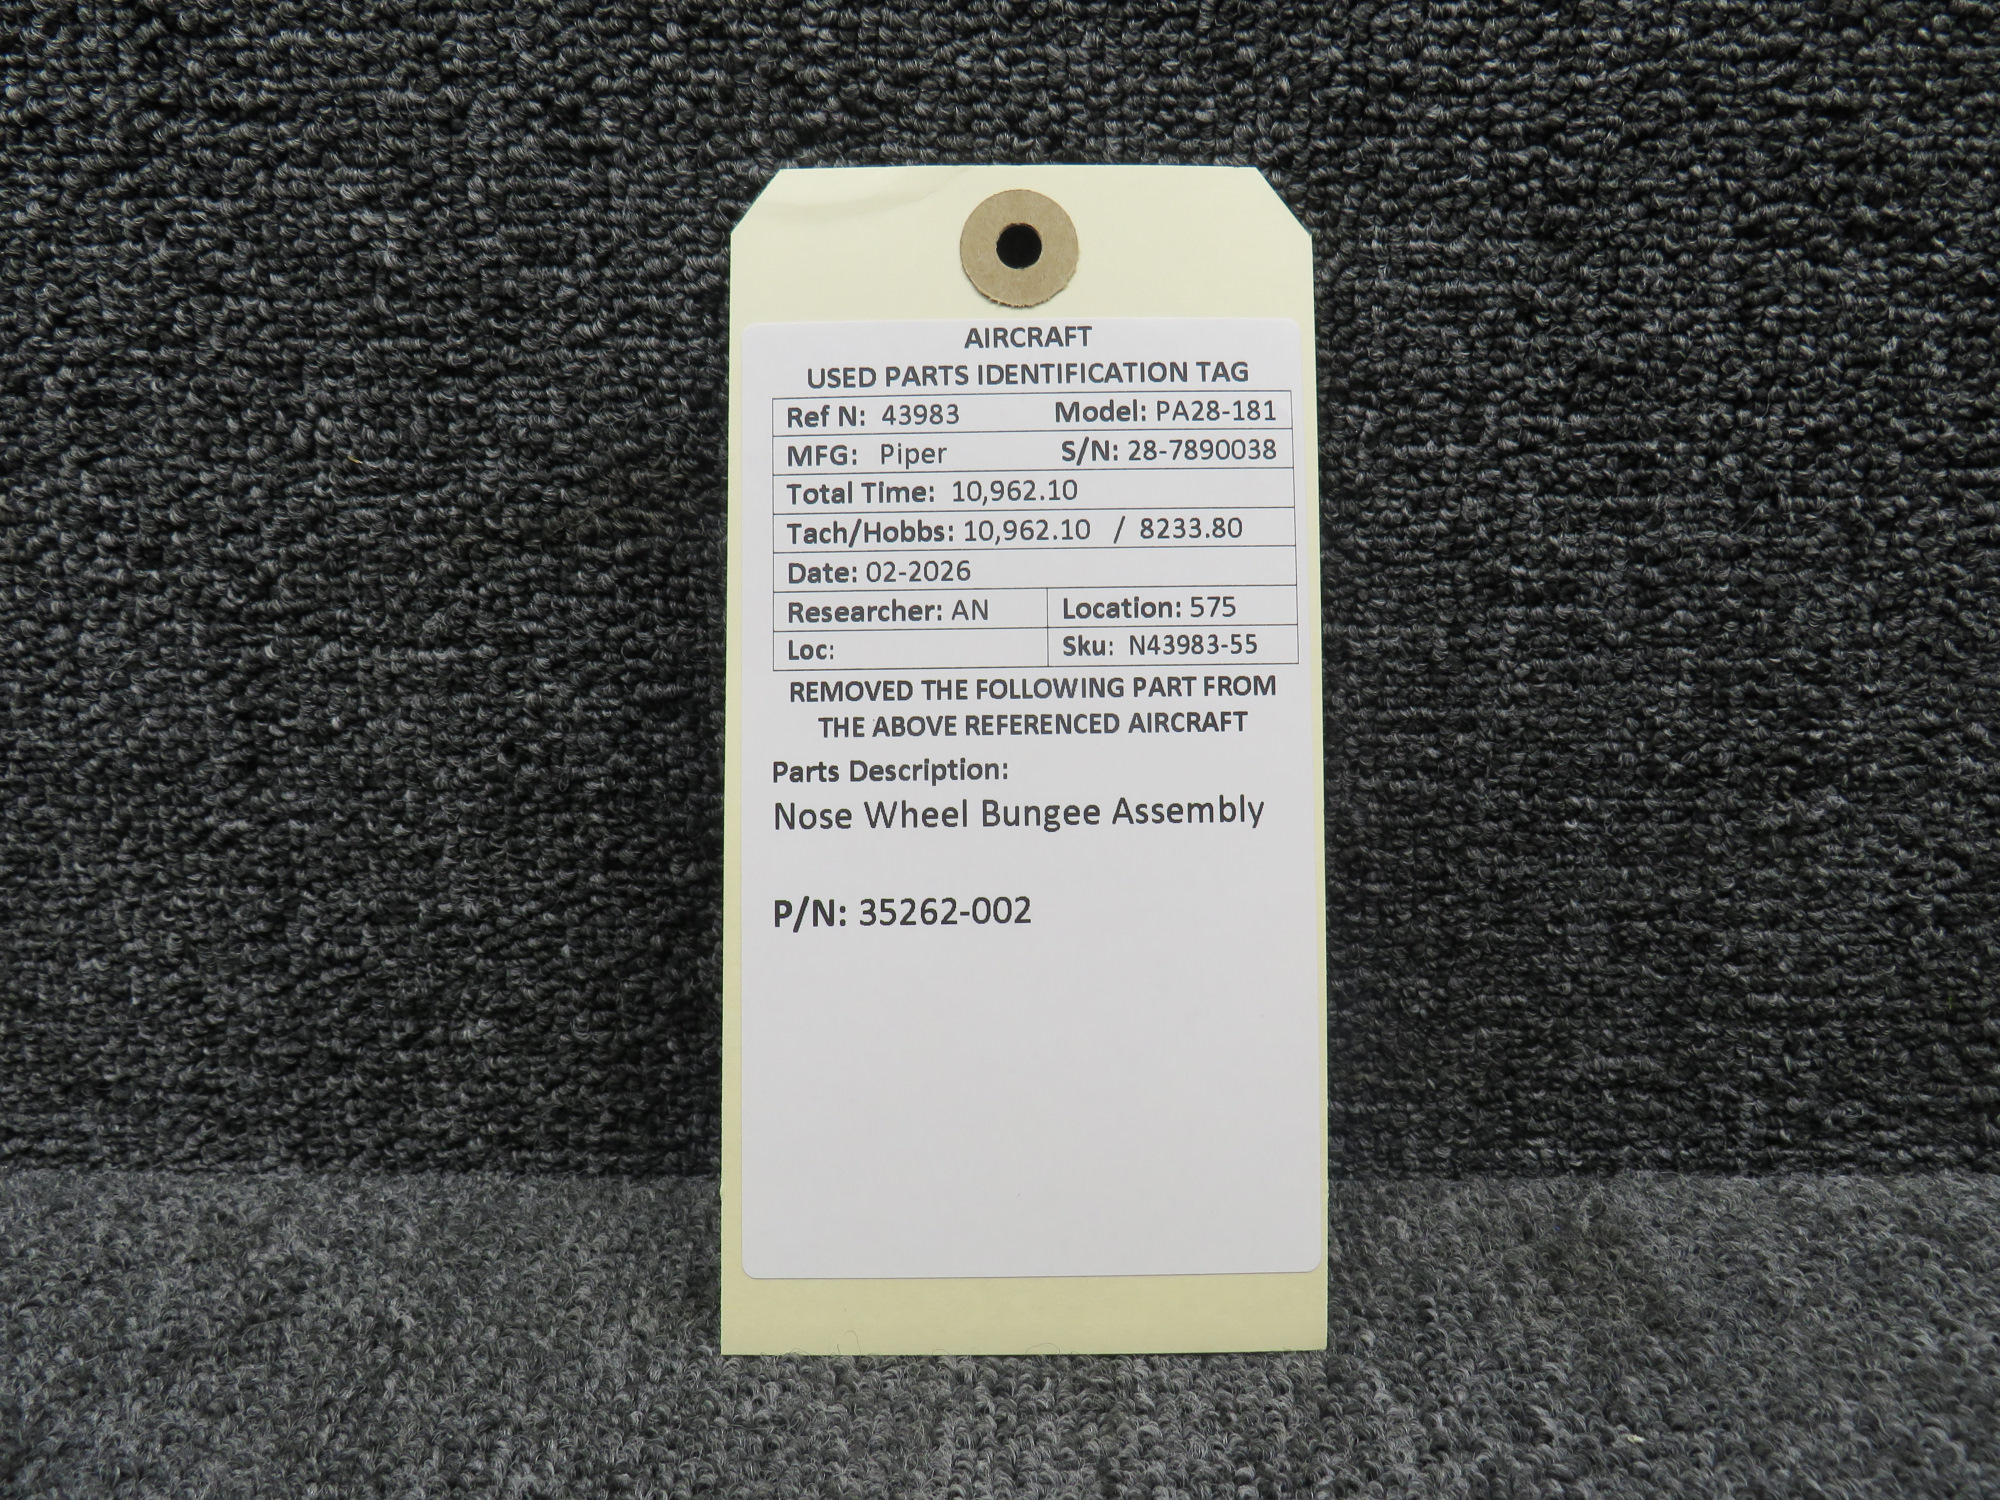 AIRCRAFT
USED PARTS IDENTIFICATION TAG
Ref N: 43983 Model: PA28-181
MFG: Piper S/N: 28-7890038
Total Time: 10,962.10
Tach/Hobbs: 10,962.10 / 8233.80
Date: 02-2026
Researcher: AN Location: 575
Loc: Sku: N43983-55
REMOVED THE FOLLOWING PART FROM
THE ABOVE REFERENCED AIRCRAFT
Parts Description:
Nose Wheel Bungee Assembly
P/N: 35262-002